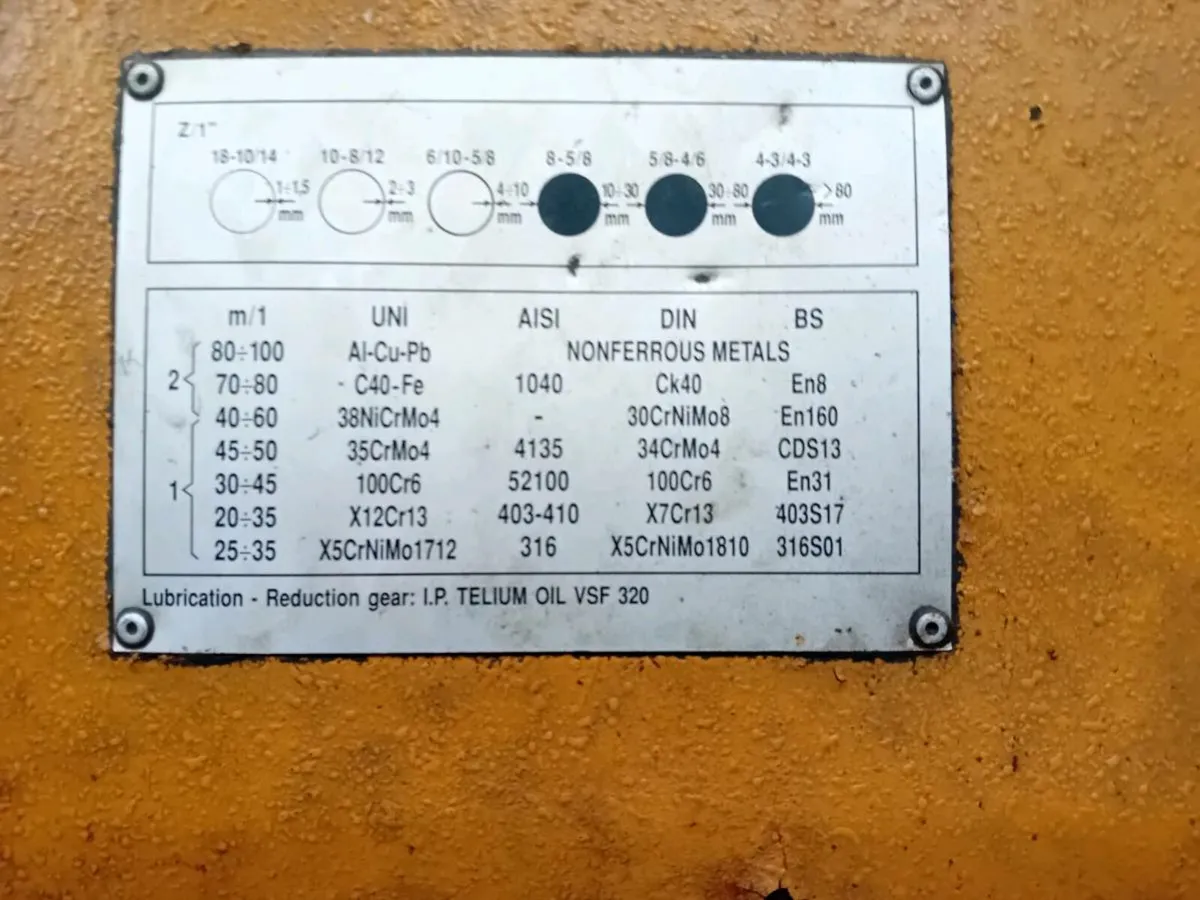 Z/1"
18-10/14 10-8/12 6/10-5/8 8-5/8 5/8-4/6 4-3/4-3
1÷1,5 2÷3 4÷10 10÷30 30÷80 >80
mm mm mm mm mm mm
m/1 UNI AISI DIN BS
80÷100 Al-Cu-Pb NONFERROUS METALS
2 70÷80 C40-Fe 1040 Ck40 En8
40÷60 38NiCrMo4 - 30CrNiMo8 En160
45÷50 35CrMo4 4135 34CrMo4 CDS13
1 30÷45 100Cr6 52100 100Cr6 En31
20÷35 X12Cr13 403-410 X7Cr13 403S17
25÷35 X5CrNiMo1712 316 X5CrNiMo1810 316S01
Lubrication - Reduction gear: I.P. TELIUM OIL VSF 320